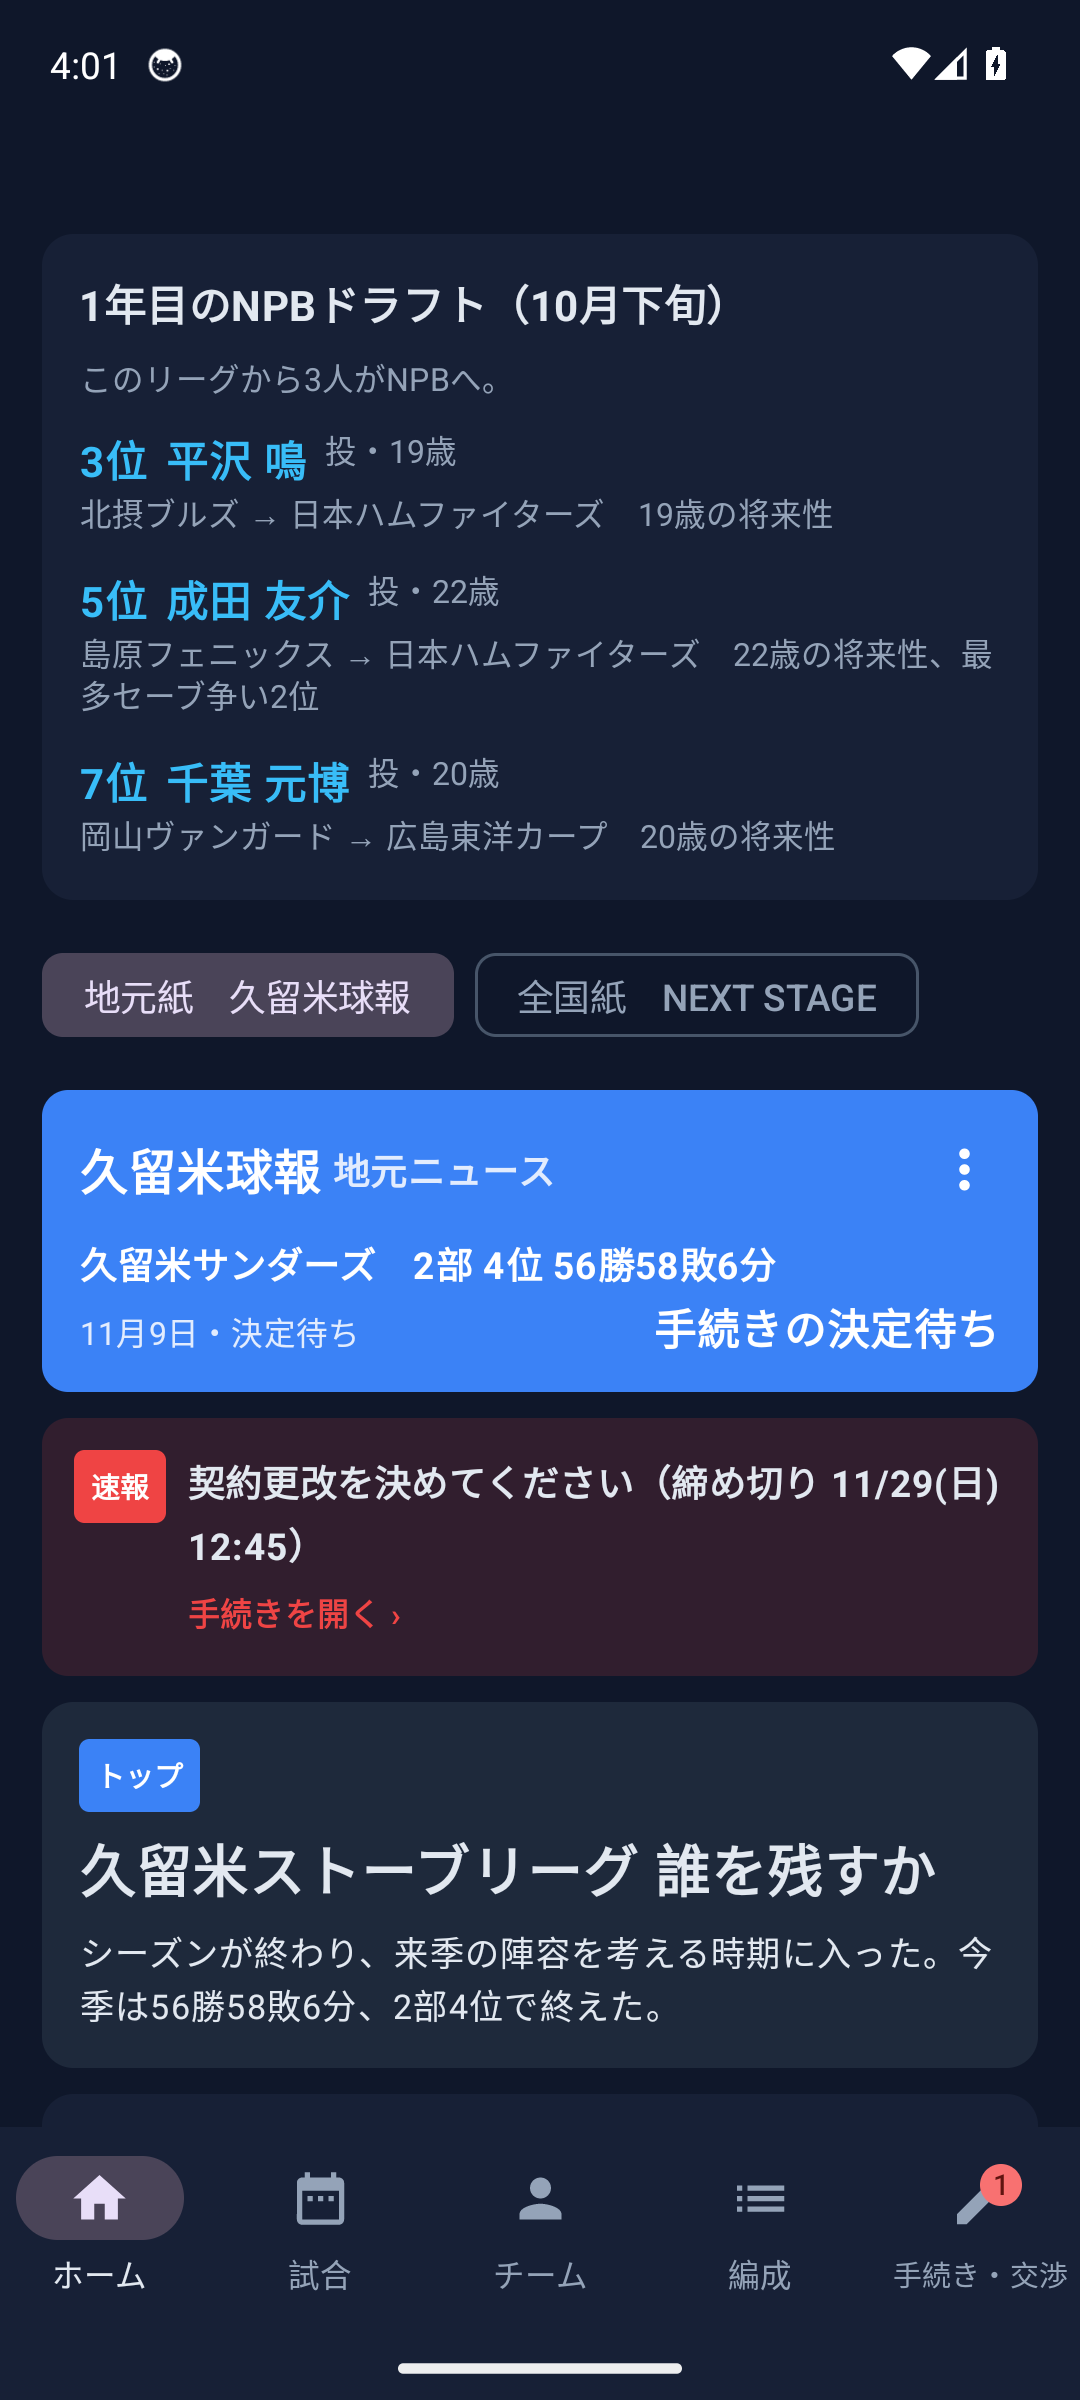 4:01
1年目のNPBドラフト（10月下旬）
このリーグから3人がNPBへ。
3位 平沢 鳴 投・19歳
北摂ブルズ → 日本ハムファイターズ　19歳の将来性
5位 成田 友介 投・22歳
島原フェニックス → 日本ハムファイターズ　22歳の将来性、最
多セーブ争い2位
7位 千葉 元博 投・20歳
岡山ヴァンガード → 広島東洋カープ　20歳の将来性
地元紙　久留米球報
全国紙　NEXT STAGE
久留米球報 地元ニュース
久留米サンダーズ　2部 4位 56勝58敗6分
11月9日・決定待ち
手続きの決定待ち
速報
契約更改を決めてください（締め切り 11/29(日)
12:45）
手続きを開く ›
トップ
久留米ストーブリーグ 誰を残すか
シーズンが終わり、来季の陣容を考える時期に入った。今
季は56勝58敗6分、2部4位で終えた。
1
ホーム
試合
チーム
編成
手続き・交渉